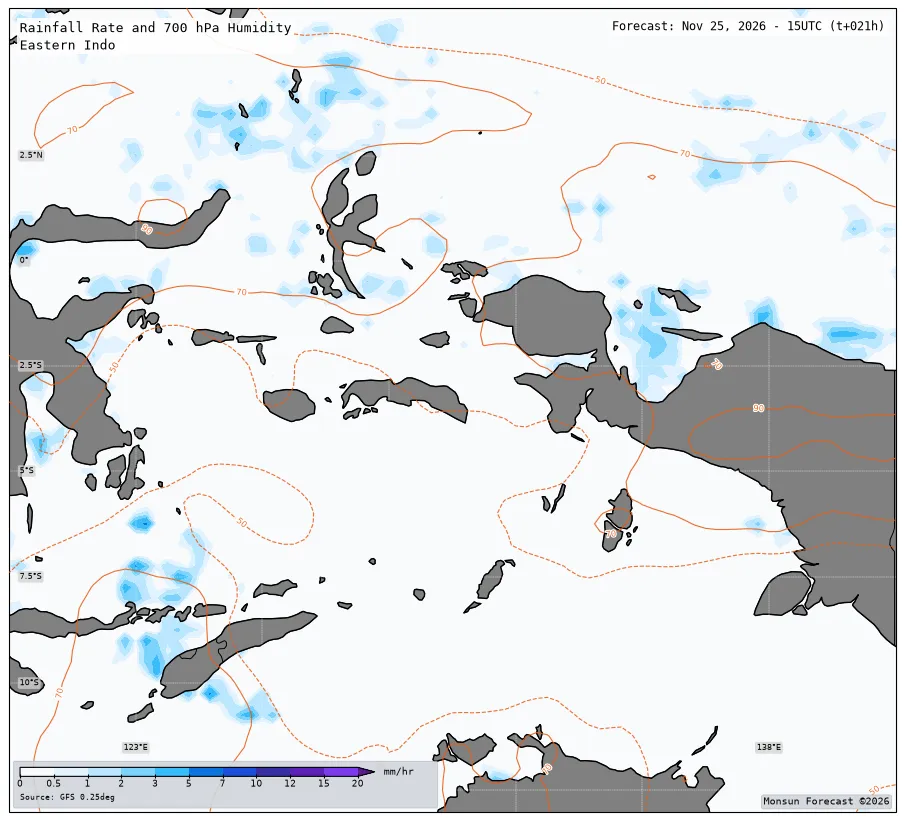 Rainfall Rate and 700 hPa Humidity
Eastern Indo
Forecast: Nov 25, 2026 - 15UTC (t+021h)
50
70
2.5°N
70
90
0°
70
2.5°S
50
70
90
5°S
50
70
7.5°S
10°S
70
123°E
138°E
70
50
mm/hr
0 0.5 1 2 3 5 7 10 12 15 20
Source: GFS 0.25deg
Monsun Forecast ©2026